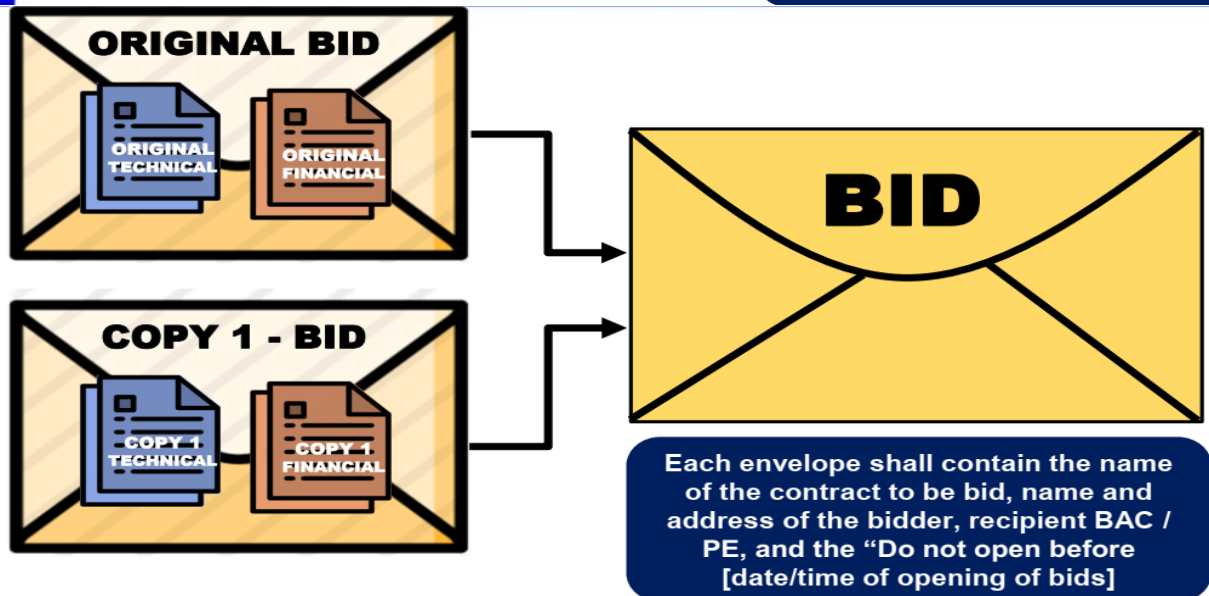 ORIGINAL BID
ORIGINAL
TECHNICAL
ORIGINAL
FINANCIAL
COPY 1 - BID
COPY 1
TECHNICAL
COPY 1
FINANCIAL
BID
Each envelope shall contain the name
of the contract to be bid, name and
address of the bidder, recipient BAC /
PE, and the “Do not open before
[date/time of opening of bids]